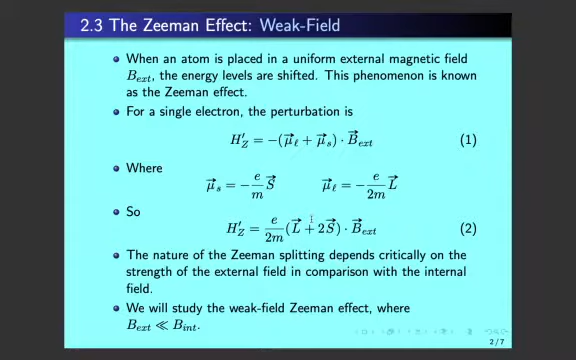 2.3 The Zeeman Effect: Weak-Field
When an atom is placed in a uniform external magnetic field
B_ext, the energy levels are shifted. This phenomenon is known
as the Zeeman effect.
For a single electron, the perturbation is
H′_Z = −(μ⃗_ℓ + μ⃗_s) · B⃗_ext (1)
Where
μ⃗_s = −e/m S⃗ μ⃗_ℓ = −e/2m L⃗
So
H′_Z = e/2m (L⃗ + 2S⃗) · B⃗_ext (2)
The nature of the Zeeman splitting depends critically on the
strength of the external field in comparison with the internal
field.
We will study the weak-field Zeeman effect, where
B_ext ≪ B_int.
2 / 7